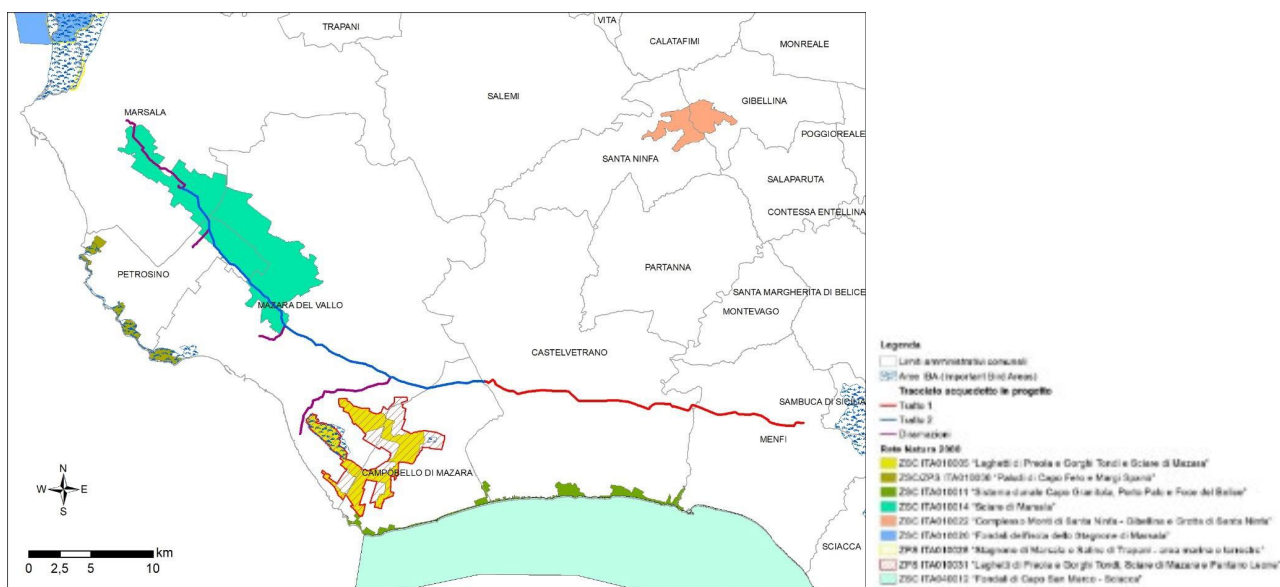 TRAPANI
VITA
CALATAFIMI
MONREALE
SALEMI
GIBELLINA
MARSALA
POGGIOREALE
SANTA NINFA
SALAPARUTA
CONTESSA ENTELLINA
PETROSINO
PARTANNA
SANTA MARGHERITA DI BELICE
MAZARA DEL VALLO
MONTEVAGO
CASTELVETRANO
SAMBUCA DI SICILIA
MENFI
CAMPOBELLO DI MAZARA
SCIACCA
N
W E
S
km
0 2,5 5 10
Legenda
Limiti amministrativi comunali
Aree IBA (Important Bird Areas)
Tracciato acquedotto in progetto
Tratto 1
Tratto 2
Diramazioni
Rete Natura 2000
ZSC ITA010005 "Laghetti di Preola e Gorghi Tondi e Sciare di Mazara"
ZSC/ZPS ITA010006 "Paludi di Capo Feto e Margi Spanò"
ZSC ITA010011 "Sistema dunale Capo Granitola, Porto Palo e Foce del Belice"
ZSC ITA010014 "Sciare di Marsala"
ZSC ITA010022 "Complesso Monti di Santa Ninfa - Gibellina e Grotta di Santa Ninfa"
ZSC ITA010026 "Fondali dell'isola dello Stagnone di Marsala"
ZPS ITA010028 "Stagnone di Marsala e Saline di Trapani - area marina e terrestre"
ZPS ITA010031 "Laghetti di Preola e Gorghi Tondi, Sciare di Mazara e Pantano Leone"
ZSC ITA040012 "Fondali di Capo San Marco - Sciacca"